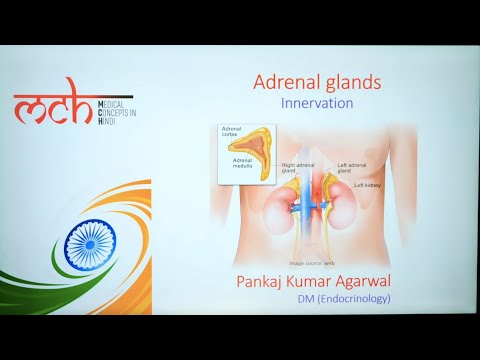 mch
MEDICAL
CONCEPTS IN
HINDI
Adrenal glands
Innervation
Adrenal
cortex
Adrenal
medulla
Right adrenal
gland
Left adrenal
gland
Left kidney
Image source: web
Pankaj Kumar Agarwal
DM (Endocrinology)